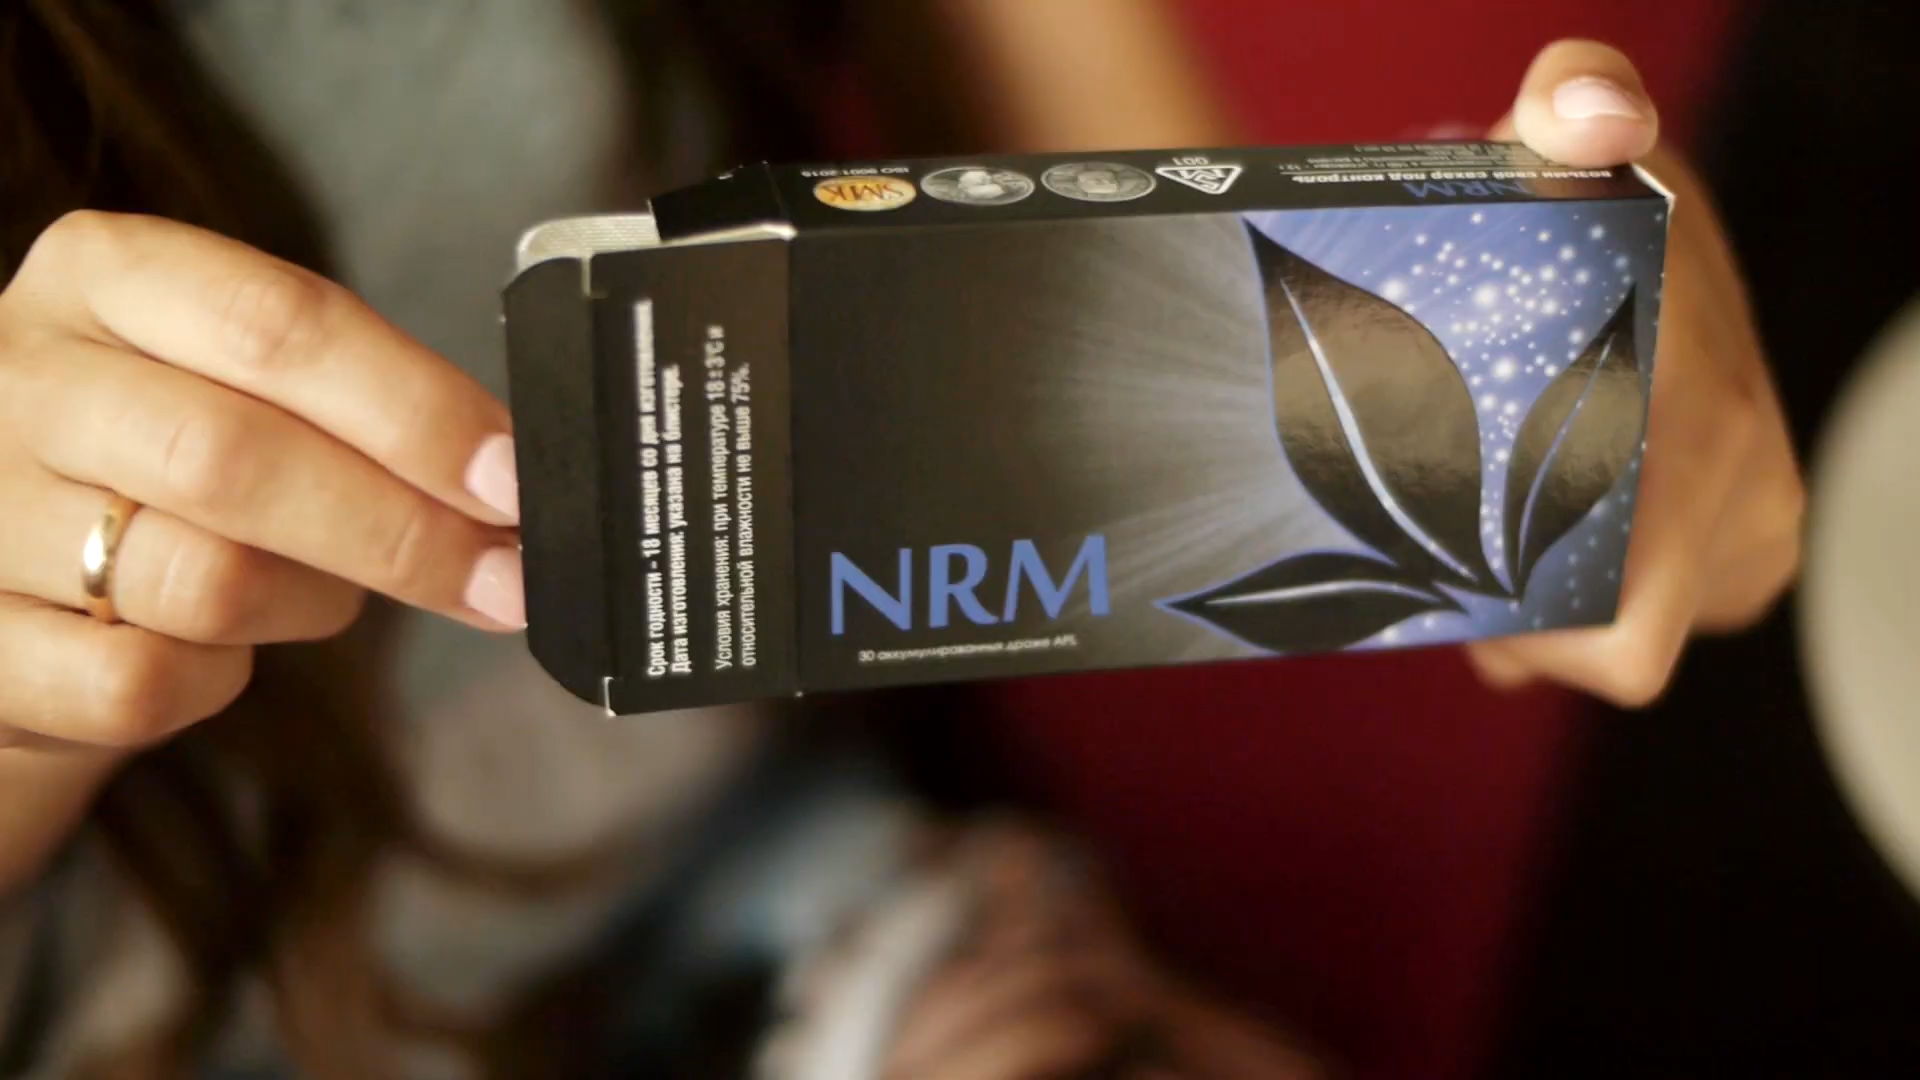 ISO 9001:2015
SMK
001
NRM
возьми свой сахар под контроль
Срок годности – 18 месяцев со дня изготовления.
Дата изготовления: указана на блистере.
Условия хранения: при температуре 18±3°С и
относительной влажности не выше 75%.
NRM
30 аккумулированных драже APL